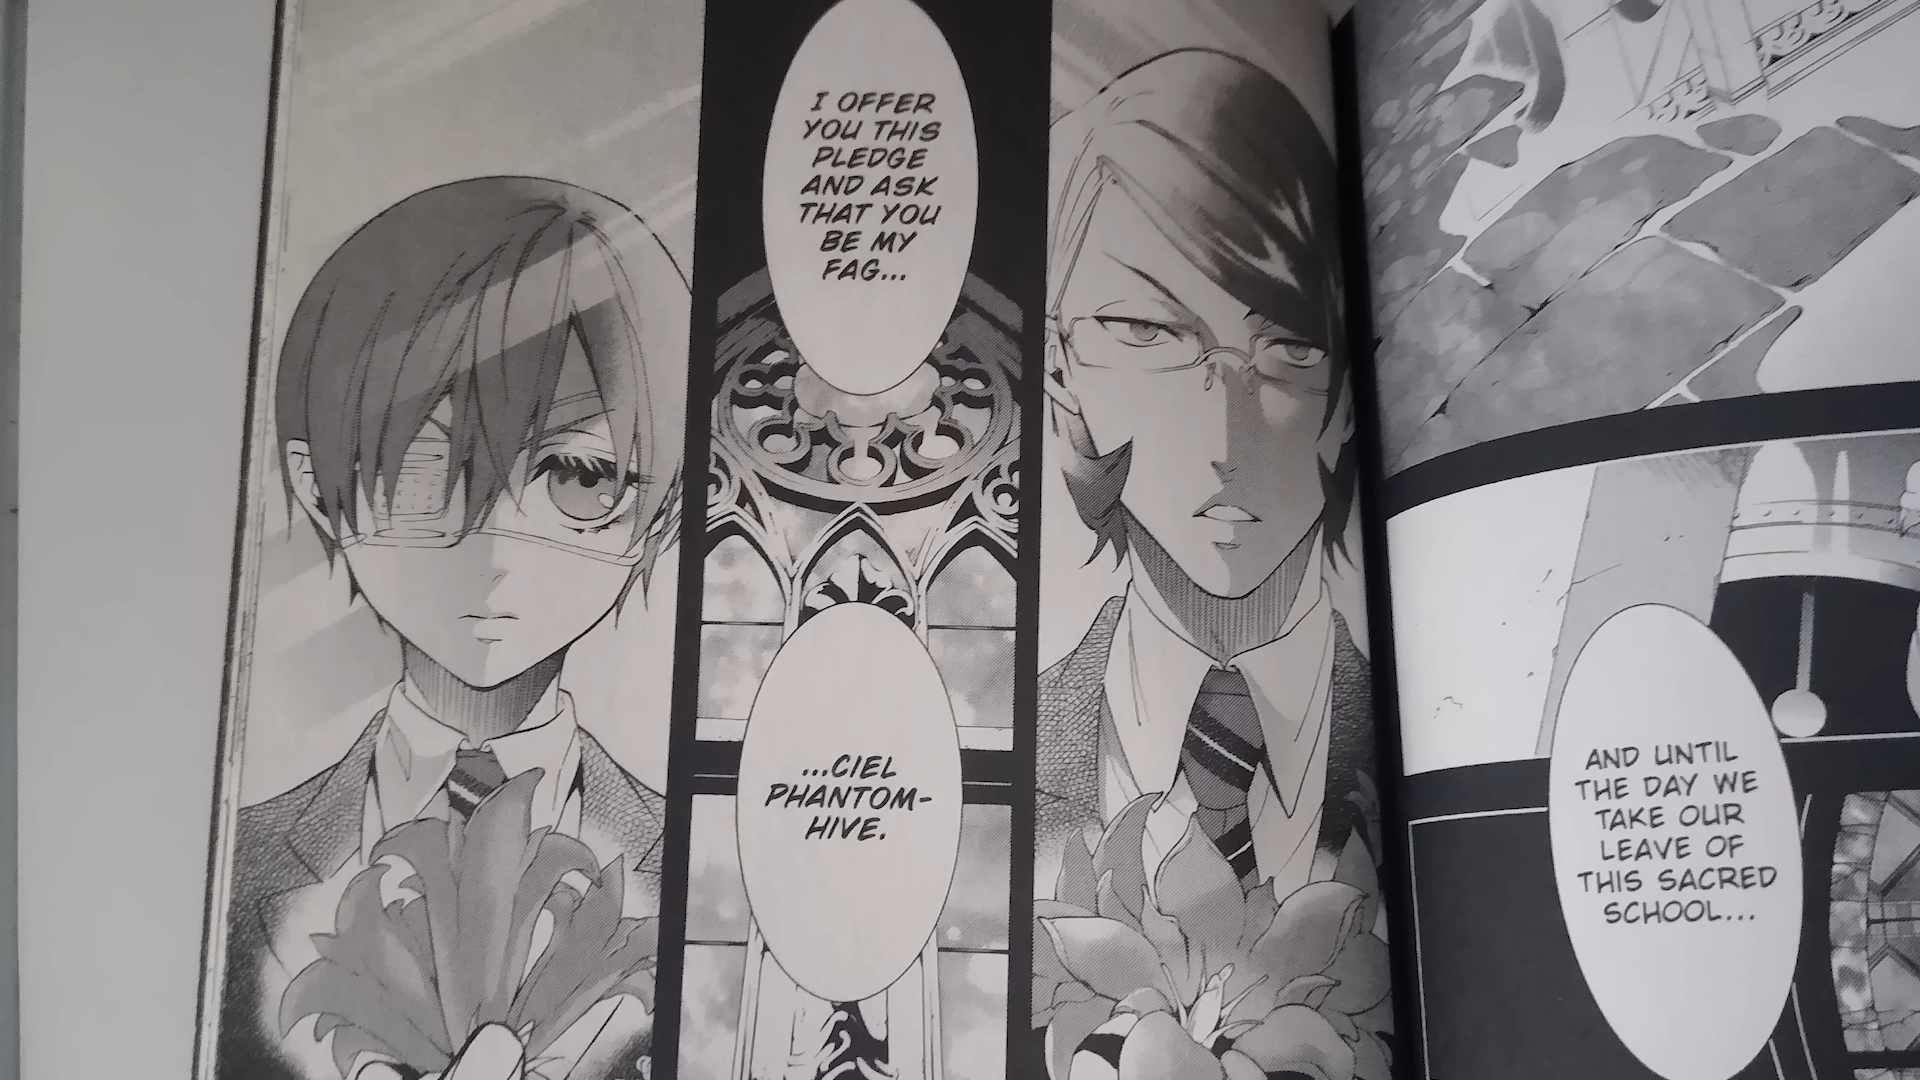 AND UNTIL
THE DAY WE
TAKE OUR
LEAVE OF
THIS SACRED
SCHOOL...
I OFFER
YOU THIS
PLEDGE
AND ASK
THAT YOU
BE MY
FAG...
...CIEL
PHANTOM-
HIVE.